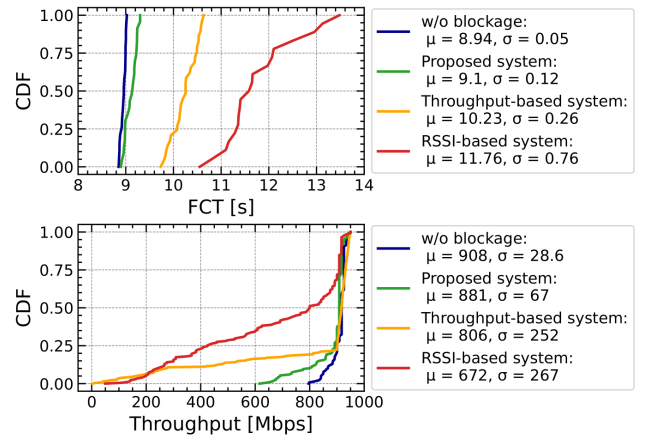 1.00
0.75
0.50
0.25
0.00
CDF
8
9
10
11
12
13
14
FCT [s]
w/o blockage:
μ = 8.94, σ = 0.05
Proposed system:
μ = 9.1, σ = 0.12
Throughput-based system:
μ = 10.23, σ = 0.26
RSSI-based system:
μ = 11.76, σ = 0.76
1.00
0.75
0.50
0.25
0.00
CDF
0
200
400
600
800
1000
Throughput [Mbps]
w/o blockage:
μ = 908, σ = 28.6
Proposed system:
μ = 881, σ = 67
Throughput-based system:
μ = 806, σ = 252
RSSI-based system:
μ = 672, σ = 267